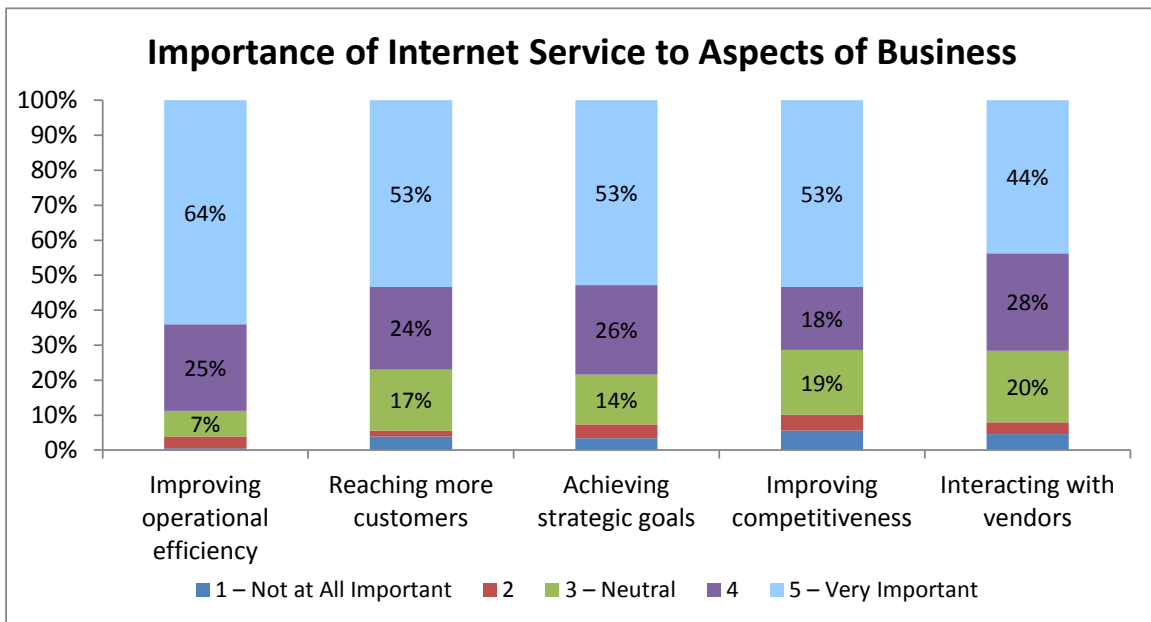 Importance of Internet Service to Aspects of Business
100%
90%
80%
70%
60%
50%
40%
30%
20%
10%
0%
64%
25%
7%
53%
24%
17%
53%
26%
14%
53%
18%
19%
44%
28%
20%
Improving
operational
efficiency
Reaching more
customers
Achieving
strategic goals
Improving
competitiveness
Interacting with
vendors
1 – Not at All Important
2
3 – Neutral
4
5 – Very Important